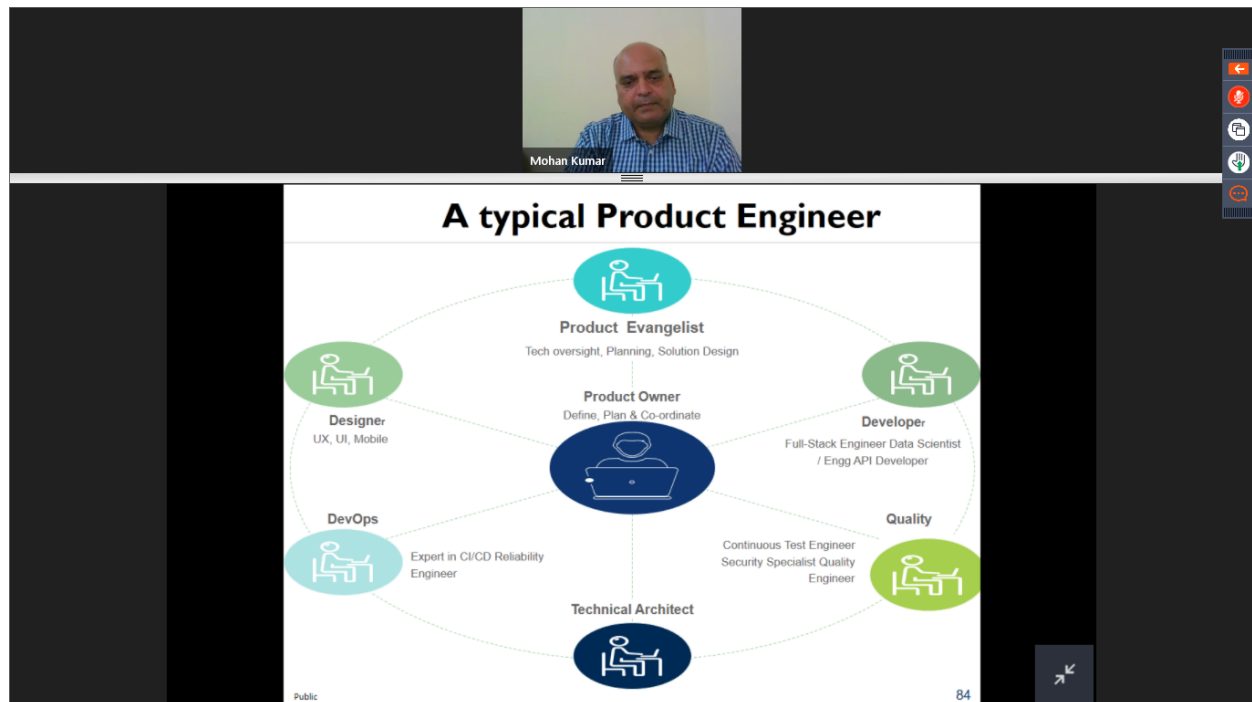 Mohan Kumar
A typical Product Engineer
Product Evangelist
Tech oversight, Planning, Solution Design
Product Owner
Define, Plan & Co-ordinate
Designer
UX, UI, Mobile
Developer
Full-Stack Engineer Data Scientist
/ Engg API Developer
DevOps
Expert in CI/CD Reliability
Engineer
Quality
Continuous Test Engineer
Security Specialist Quality
Engineer
Technical Architect
Public
84